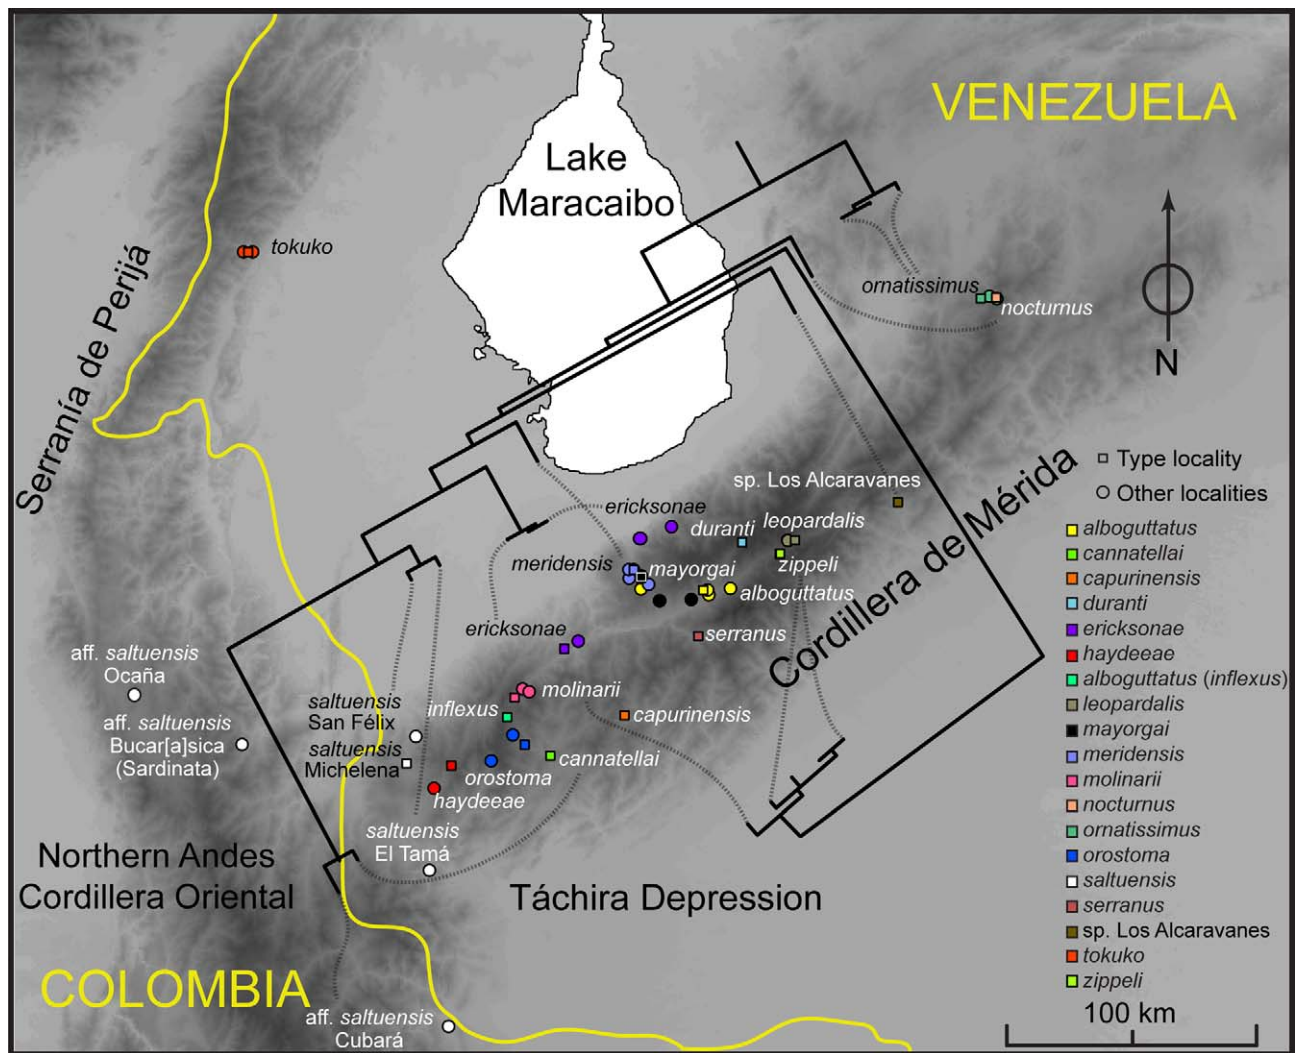 VENEZUELA
Lake
Maracaibo
Serranía de Perijá
tokuko
ornatissimus
nocturnus
N
Cordillera de Mérida
Type locality
Other localities
sp. Los Alcaravanes
ericksonae
duranti
leopardalis
meridensis
mayorgai
zippeli
alboguttatus
ericksonae
serranus
aff. saltuensis
Ocaña
aff. saltuensis
Bucar[a]sica
(Sardinata)
saltuensis
San Félix
saltuensis
Michelena
inflexus
molinarii
capurinensis
orostoma
cannatellai
haydeeae
saltuensis
El Tamá
Northern Andes
Cordillera Oriental
Táchira Depression
COLOMBIA
aff. saltuensis
Cubará
alboguttatus
cannatellai
capurinensis
duranti
ericksonae
haydeeae
alboguttatus (inflexus)
leopardalis
mayorgai
meridensis
molinarii
nocturnus
ornatissimus
orostoma
saltuensis
serranus
sp. Los Alcaravanes
tokuko
zippeli
100 km